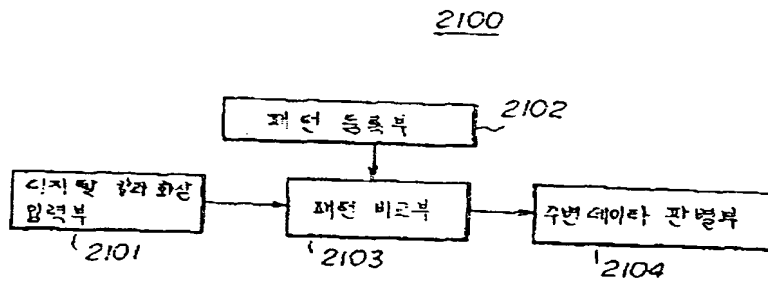 2100
패턴 등록부
2102
디지탈 칼라 화상
입력부
패턴 비교부
주변 데이타 판별부
2101
2103
2104